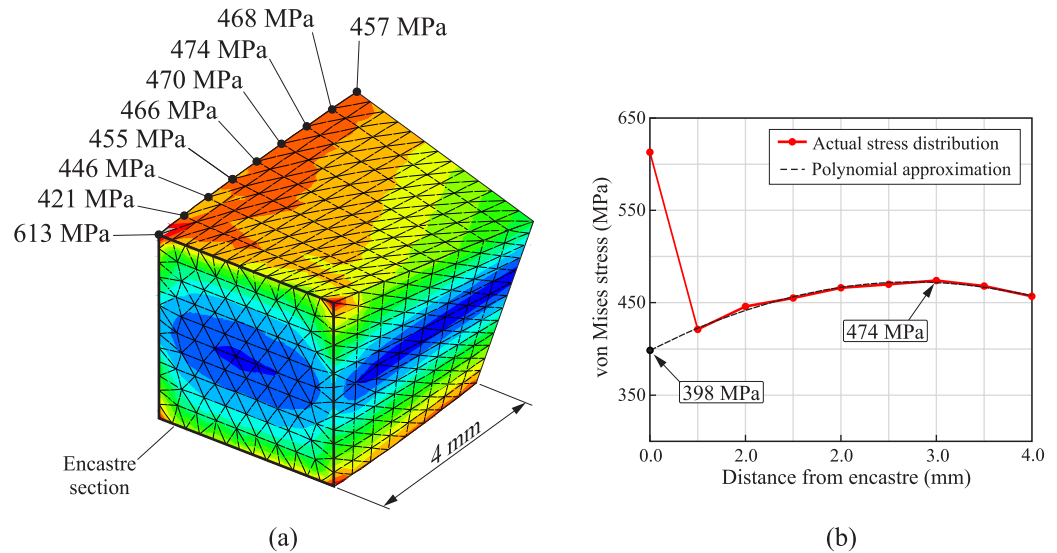 468 MPa
457 MPa
474 MPa
470 MPa
466 MPa
455 MPa
446 MPa
421 MPa
613 MPa
4 mm
Encastre
section
(a)
650
550
450
350
von Mises stress (MPa)
Actual stress distribution
Polynomial approximation
474 MPa
398 MPa
0.0 2.0 2.0 3.0 4.0
Distance from encastre (mm)
(b)